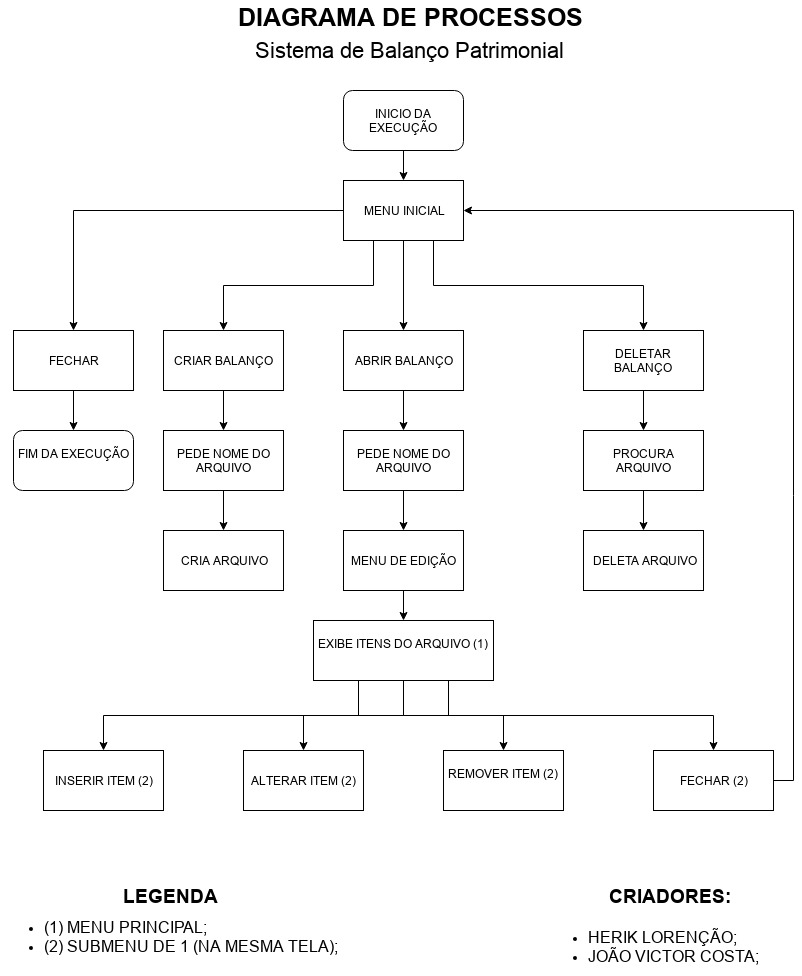 DIAGRAMA DE PROCESSOS
Sistema de Balanço Patrimonial
INICIO DA
EXECUÇÃO
MENU INICIAL
FECHAR
CRIAR BALANÇO
ABRIR BALANÇO
DELETAR
BALANÇO
FIM DA EXECUÇÃO
PEDE NOME DO
ARQUIVO
PEDE NOME DO
ARQUIVO
PROCURA
ARQUIVO
CRIA ARQUIVO
MENU DE EDIÇÃO
DELETA ARQUIVO
EXIBE ITENS DO ARQUIVO (1)
INSERIR ITEM (2)
ALTERAR ITEM (2)
REMOVER ITEM (2)
FECHAR (2)
LEGENDA
• (1) MENU PRINCIPAL;
• (2) SUBMENU DE 1 (NA MESMA TELA);
CRIADORES:
• HERIK LORENÇÃO;
• JOÃO VICTOR COSTA;